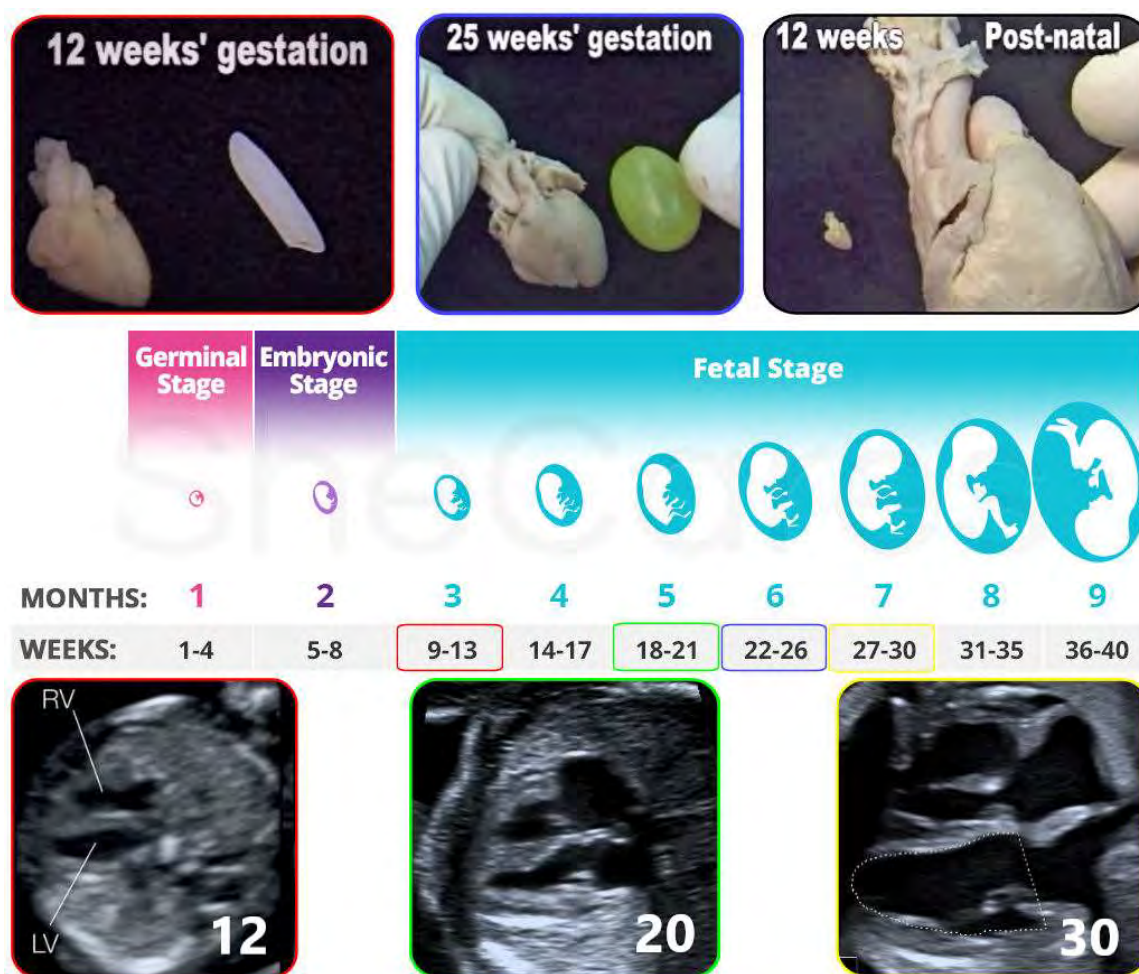 12 weeks' gestation
25 weeks' gestation
12 weeks Post-natal
Germinal Stage
Embryonic Stage
Fetal Stage
MONTHS: 1 2 3 4 5 6 7 8 9
WEEKS: 1-4 5-8 9-13 14-17 18-21 22-26 27-30 31-35 36-40
RV
LV
12
20
30